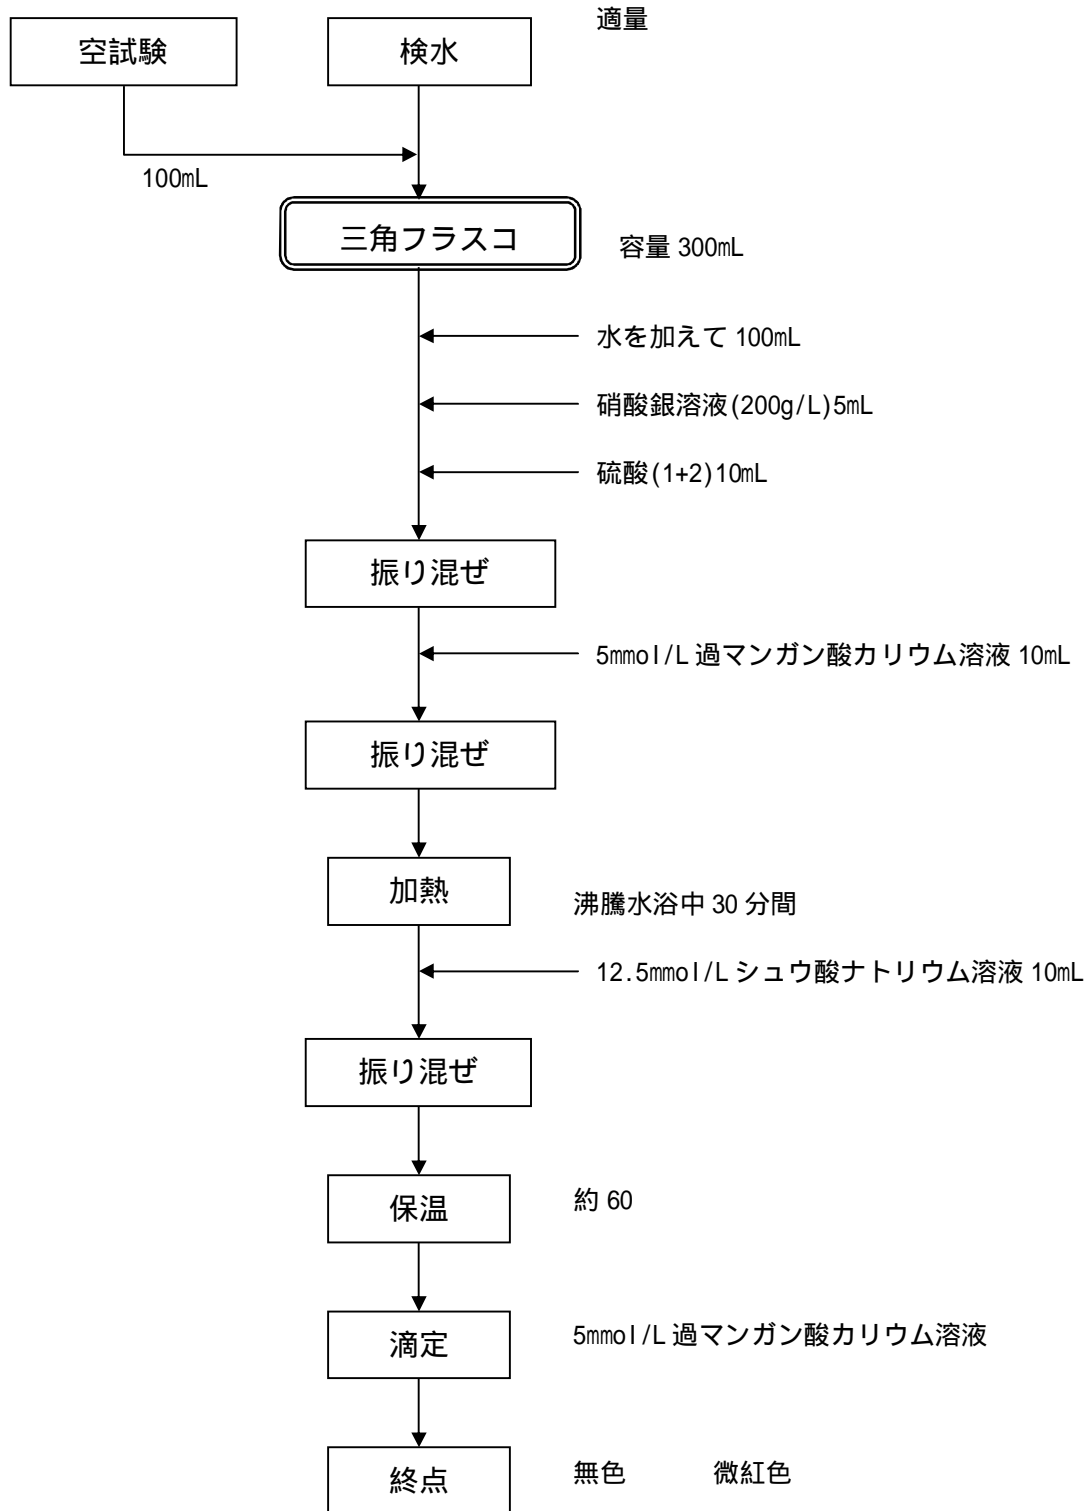 適量
空試験
検水
100mL
三角フラスコ
容量 300mL
水を加えて 100mL
硝酸銀溶液(200g/L)5mL
硫酸(1+2)10mL
振り混ぜ
5mmol/L 過マンガン酸カリウム溶液 10mL
振り混ぜ
加熱
沸騰水浴中 30 分間
12.5mmol/L シュウ酸ナトリウム溶液 10mL
振り混ぜ
保温
約 60
滴定
5mmol/L 過マンガン酸カリウム溶液
終点
無色 微紅色